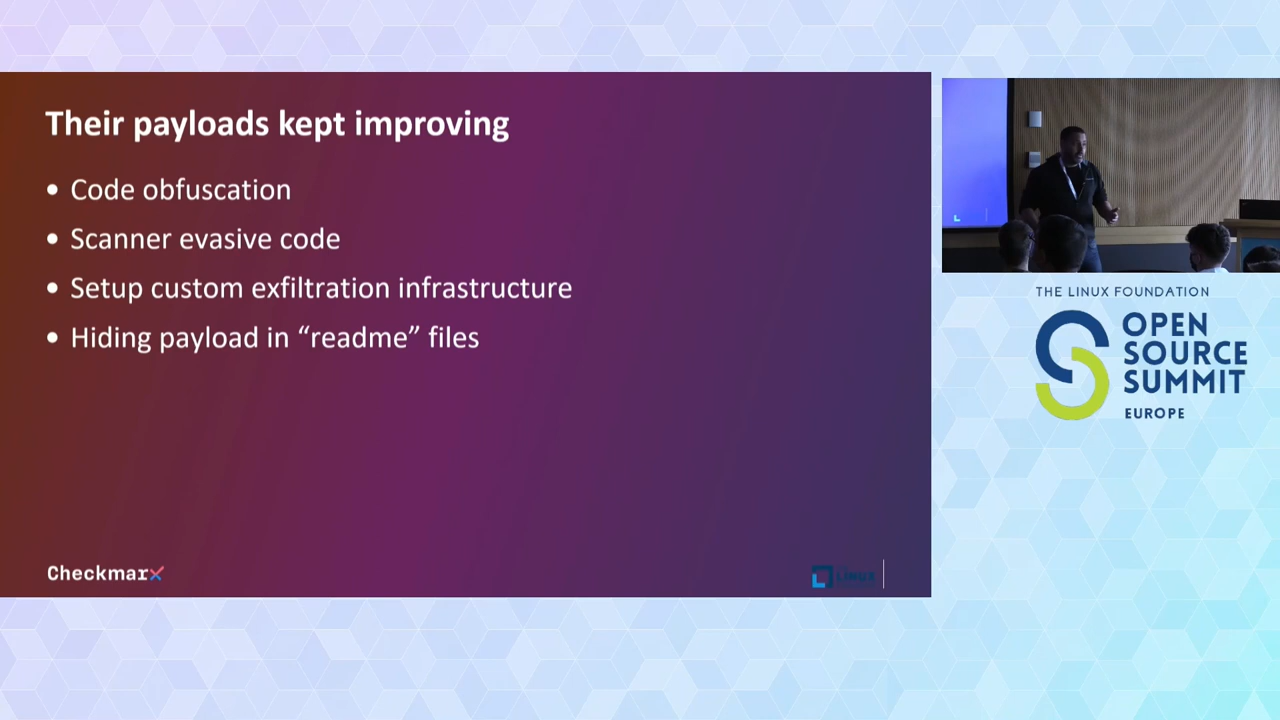 Their payloads kept improving
• Code obfuscation
• Scanner evasive code
• Setup custom exfiltration infrastructure
• Hiding payload in “readme” files
Checkmarx
LINUX
THE LINUX FOUNDATION
OPEN
SOURCE
SUMMIT
EUROPE